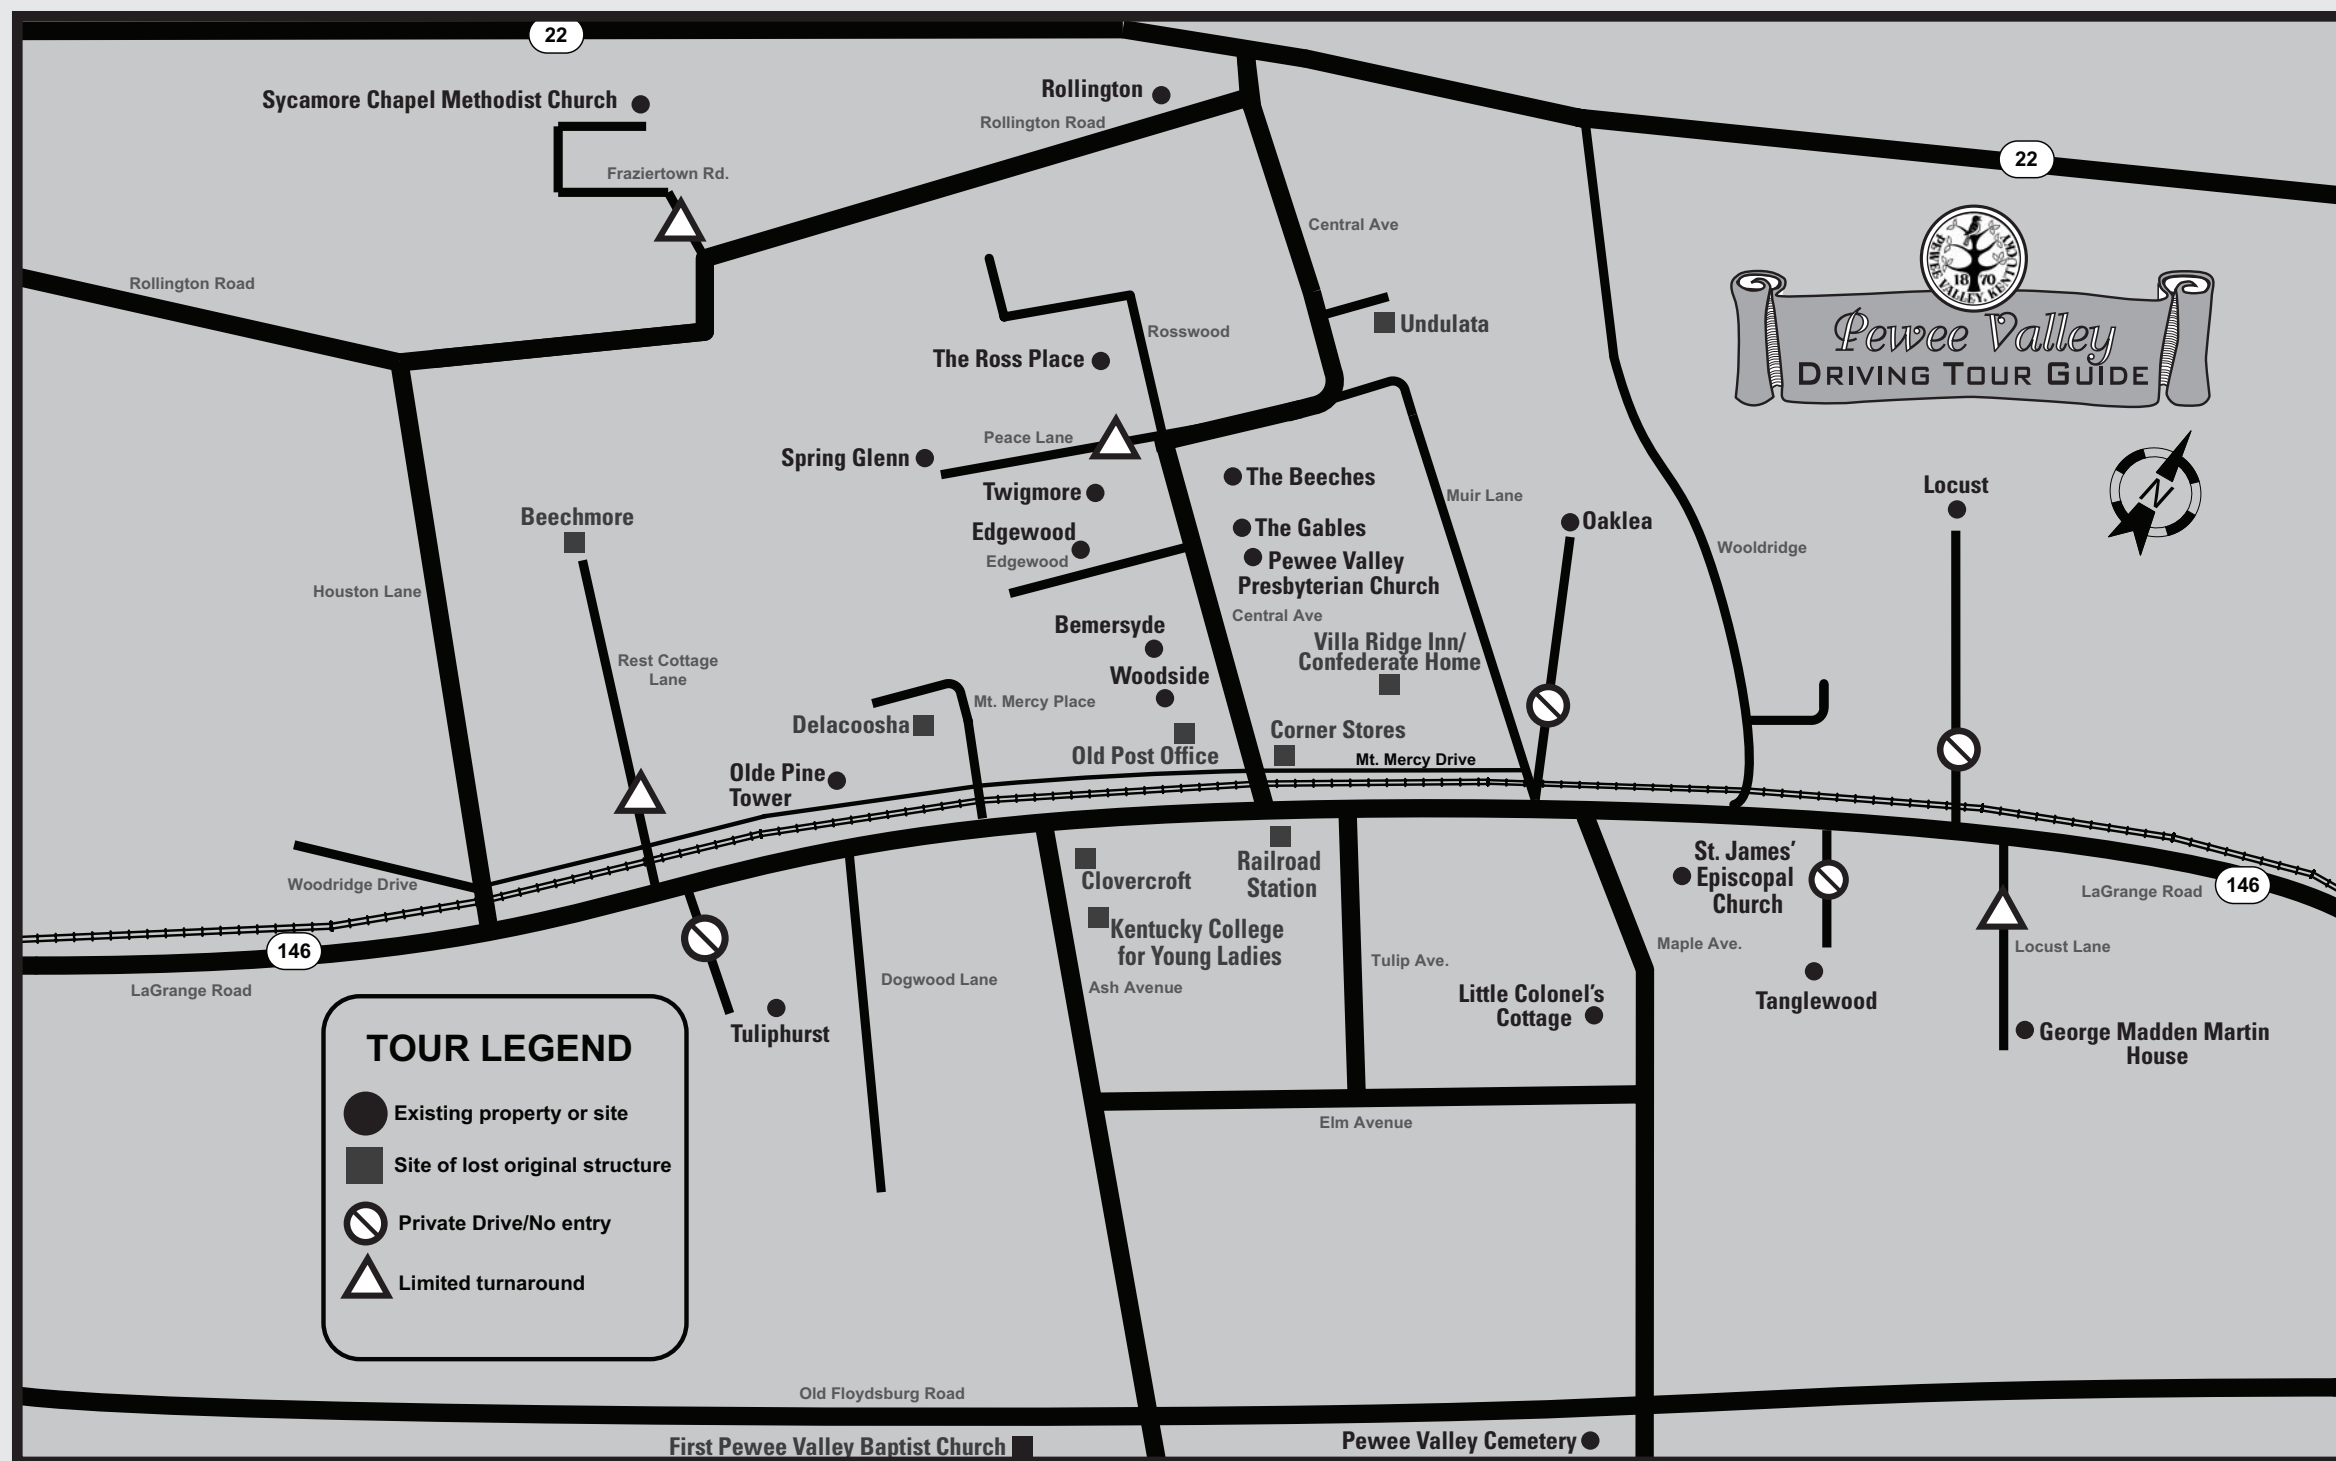 22
Sycamore Chapel Methodist Church
Rollington
Rollington Road
Fraziertown Rd.
22
Central Ave
Rollington Road
PEWEE VALLEY, KENTUCKY
18 70
Pewee Valley
DRIVING TOUR GUIDE
Undulata
Rosswood
The Ross Place
Peace Lane
Spring Glenn
The Beeches
Twigmore
Muir Lane
Locust
N
Beechmore
Edgewood
The Gables
Oaklea
Edgewood
Pewee Valley
Presbyterian Church
Wooldridge
Houston Lane
Central Ave
Bemersyde
Villa Ridge Inn/
Confederate Home
Rest Cottage
Lane
Woodside
Mt. Mercy Place
Delacoosha
Corner Stores
Old Post Office
Mt. Mercy Drive
Olde Pine
Tower
Woodridge Drive
Clovercroft
Railroad
Station
St. James’
Episcopal
Church
LaGrange Road
146
146
LaGrange Road
Kentucky College
for Young Ladies
Maple Ave.
Locust Lane
Tulip Ave.
Dogwood Lane
Ash Avenue
Little Colonel’s
Cottage
Tanglewood
Tuliphurst
George Madden Martin
House
TOUR LEGEND
Existing property or site
Site of lost original structure
Private Drive/No entry
Limited turnaround
Elm Avenue
Old Floydsburg Road
First Pewee Valley Baptist Church
Pewee Valley Cemetery